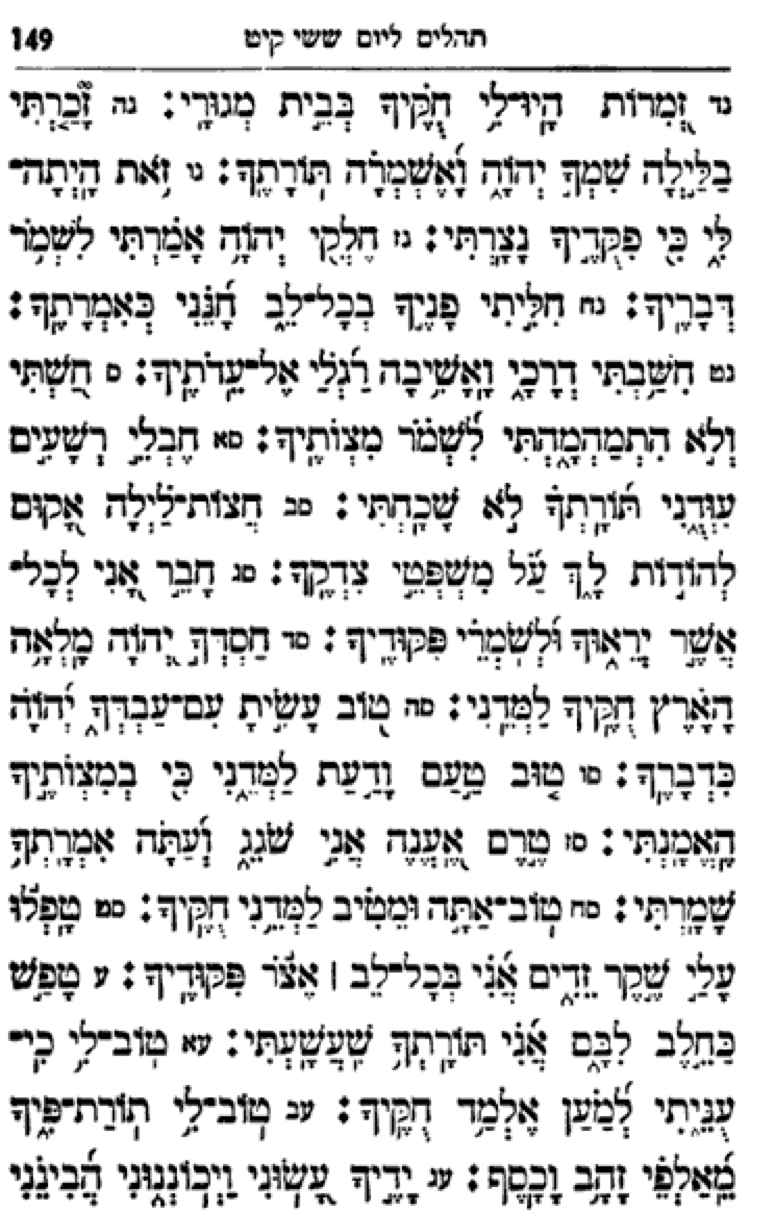 149 תהלים ליום ששי קיט
נד זְמִרוֹת הָיוּ־לִי חֻקֶּיךָ בְּבֵית מְגוּרָי׃ נה זָכַרְתִּי
בַלַּיְלָה שִׁמְךָ יְהוָֹה וָאֶשְׁמְרָה תּוֹרָתֶךָ׃ נו זֹאת הָיְתָה־
לִּי כִּי פִקֻּדֶיךָ נָצָרְתִּי׃ נז חֶלְקִי יְהוָֹה אָמַרְתִּי לִשְׁמֹר
דְּבָרֶיךָ׃ נח חִלִּיתִי פָנֶיךָ בְכָל־לֵב חָנֵּנִי כְּאִמְרָתֶךָ׃
נט חִשַּׁבְתִּי דְרָכָי וָאָשִׁיבָה רַגְלַי אֶל־עֵדֹתֶיךָ׃ ס חַשְׁתִּי
וְלֹא הִתְמַהְמָהְתִּי לִשְׁמֹר מִצְוֹתֶיךָ׃ סא חֶבְלֵי רְשָׁעִים
עִוְּדֻנִי תּוֹרָתְךָ לֹא שָׁכָחְתִּי׃ סב חֲצוֹת־לַיְלָה אָקוּם
לְהוֹדוֹת לָךְ עַל מִשְׁפְּטֵי צִדְקֶךָ׃ סג חָבֵר אָנִי לְכָל־
אֲשֶׁר יְרֵאוּךָ וּלְשֹׁמְרֵי פִּקּוּדֶיךָ׃ סד חַסְדְּךָ יְהוָֹה מָלְאָה
הָאָרֶץ חֻקֶּיךָ לַמְּדֵנִי׃ סה טוֹב עָשִׂיתָ עִם־עַבְדְּךָ יְהוָֹה
כִּדְבָרֶךָ׃ סו טוּב טַעַם וָדַעַת לַמְּדֵנִי כִּי בְמִצְוֹתֶיךָ
הֶאֱמָנְתִּי׃ סז טֶרֶם אֶעֱנֶה אֲנִי שֹׁגֵג וְעַתָּה אִמְרָתְךָ
שָׁמָרְתִּי׃ סח טוֹב־אַתָּה וּמֵטִיב לַמְּדֵנִי חֻקֶּיךָ׃ סט טָפְלוּ
עָלַי שֶׁקֶר זֵדִים אֲנִי בְּכָל־לֵב | אֶצֹּר פִּקּוּדֶיךָ׃ ע טָפַשׁ
כַּחֵלֶב לִבָּם אֲנִי תּוֹרָתְךָ שִׁעֲשָׁעְתִּי׃ עא טוֹב־לִי כִי־
עֻנֵּיתִי לְמַעַן אֶלְמַד חֻקֶּיךָ׃ עב טוֹב־לִי תוֹרַת־פִּיךָ
מֵאַלְפֵי זָהָב וָכָסֶף׃ עג יָדֶיךָ עָשׂוּנִי וַיְכוֹנְנוּנִי הֲבִינֵנִי